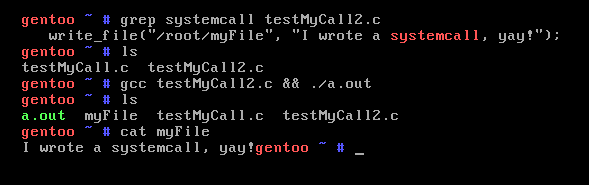 gentoo ~ # grep systemcall testMyCall2.c
write_file("/root/myFile", "I wrote a systemcall, yay!");
gentoo ~ # ls
testMyCall.c testMyCall2.c
gentoo ~ # gcc testMyCall2.c && ./a.out
gentoo ~ # ls
a.out myFile testMyCall.c testMyCall2.c
gentoo ~ # cat myFile
I wrote a systemcall, yay!gentoo ~ # _